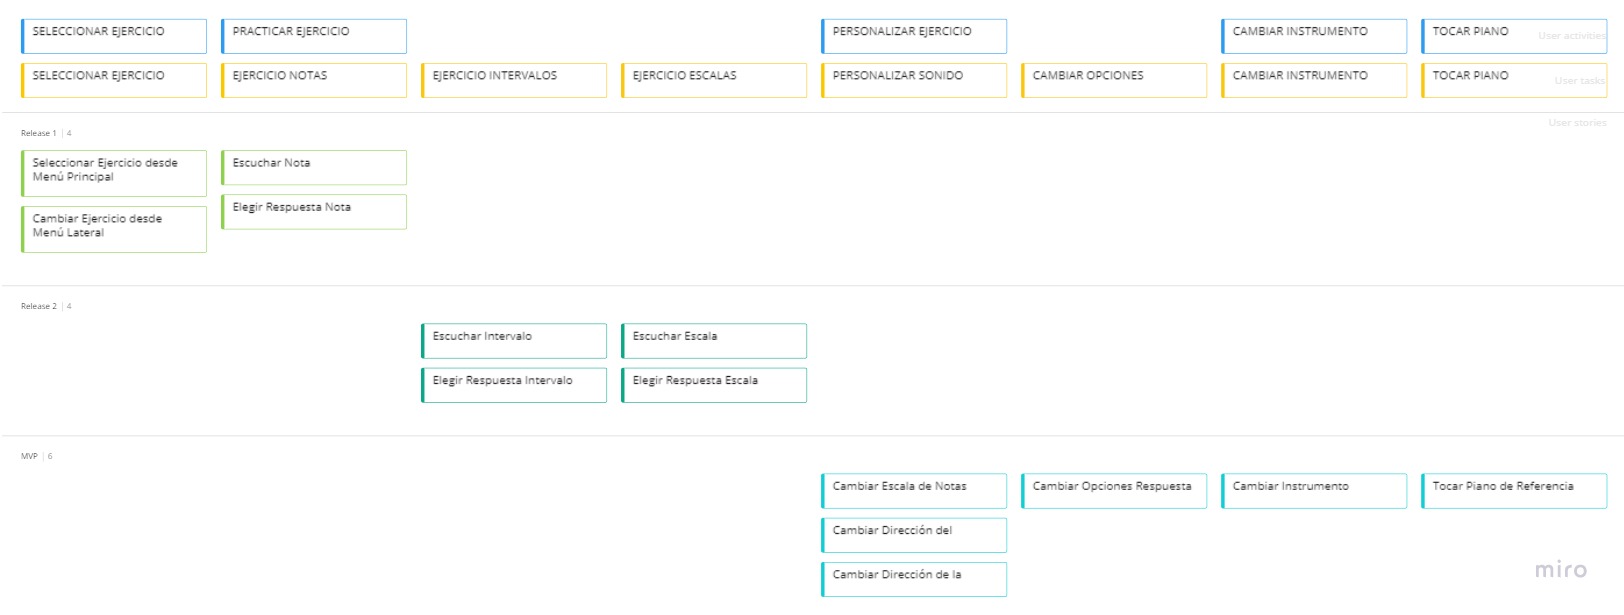 SELECCIONAR EJERCICIO
PRACTICAR EJERCICIO
PERSONALIZAR EJERCICIO
CAMBIAR INSTRUMENTO
TOCAR PIANO
User activities
SELECCIONAR EJERCICIO
EJERCICIO NOTAS
EJERCICIO INTERVALOS
EJERCICIO ESCALAS
PERSONALIZAR SONIDO
CAMBIAR OPCIONES
CAMBIAR INSTRUMENTO
TOCAR PIANO
User tasks
User stories
Release 1 | 4
Seleccionar Ejercicio desde
Menú Principal
Escuchar Nota
Cambiar Ejercicio desde
Menú Lateral
Elegir Respuesta Nota
Release 2 | 4
Escuchar Intervalo
Escuchar Escala
Elegir Respuesta Intervalo
Elegir Respuesta Escala
MVP | 6
Cambiar Escala de Notas
Cambiar Opciones Respuesta
Cambiar Instrumento
Tocar Piano de Referencia
Cambiar Dirección del
Cambiar Dirección de la
miro